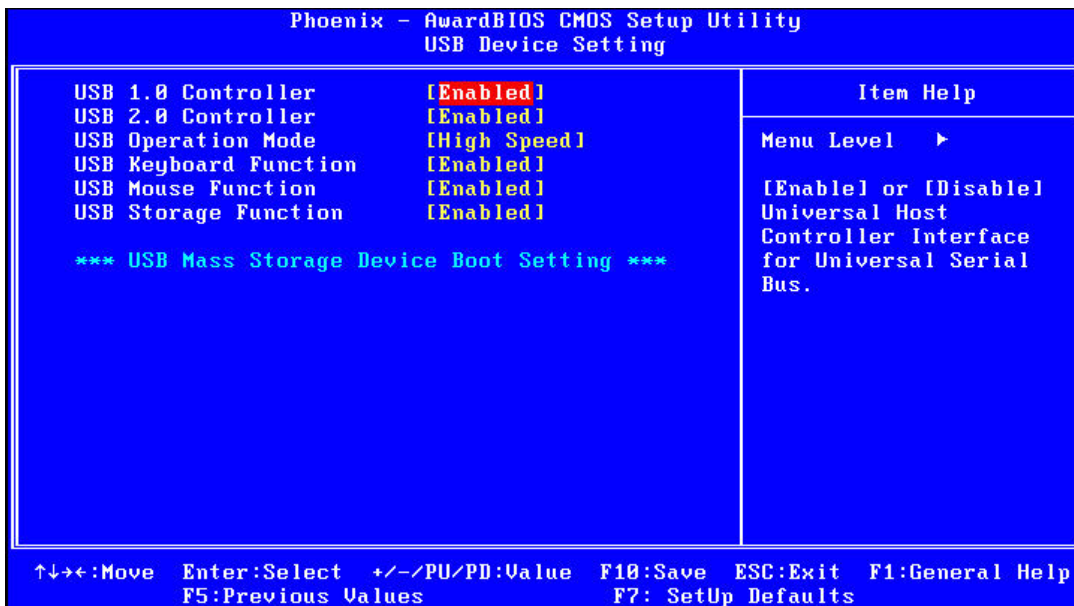 Phoenix - AwardBIOS CMOS Setup Utility
USB Device Setting
USB 1.0 Controller [Enabled]
USB 2.0 Controller [Enabled]
USB Operation Mode [High Speed]
USB Keyboard Function [Enabled]
USB Mouse Function [Enabled]
USB Storage Function [Enabled]
*** USB Mass Storage Device Boot Setting ***
Item Help
Menu Level ▶
[Enable] or [Disable]
Universal Host
Controller Interface
for Universal Serial
Bus.
↑↓→←:Move Enter:Select +/-/PU/PD:Value F10:Save ESC:Exit F1:General Help
F5:Previous Values F7: SetUp Defaults